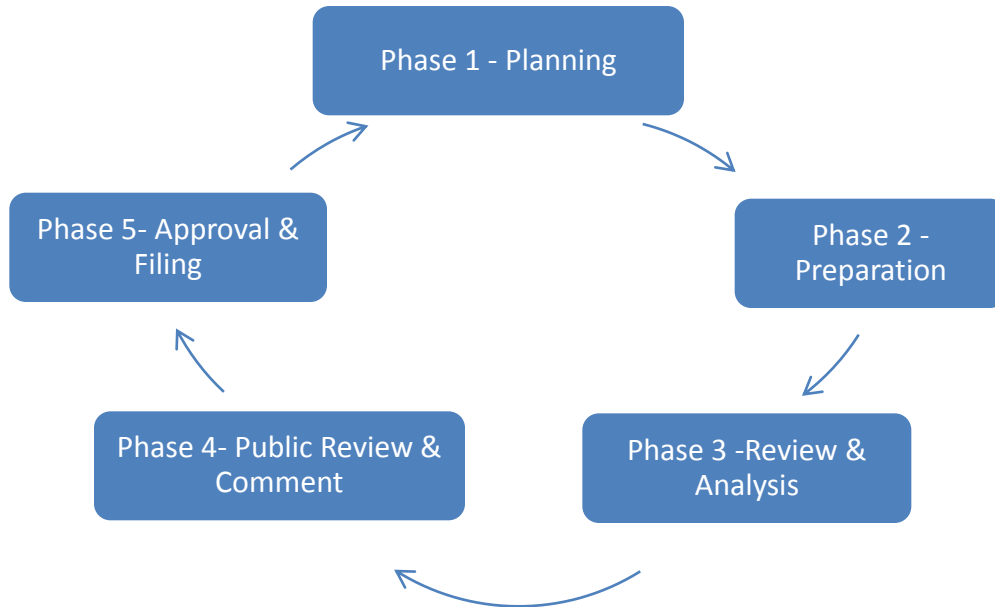 Phase 1 - Planning
Phase 2 -
Preparation
Phase 3 -Review &
Analysis
Phase 4- Public Review &
Comment
Phase 5- Approval &
Filing